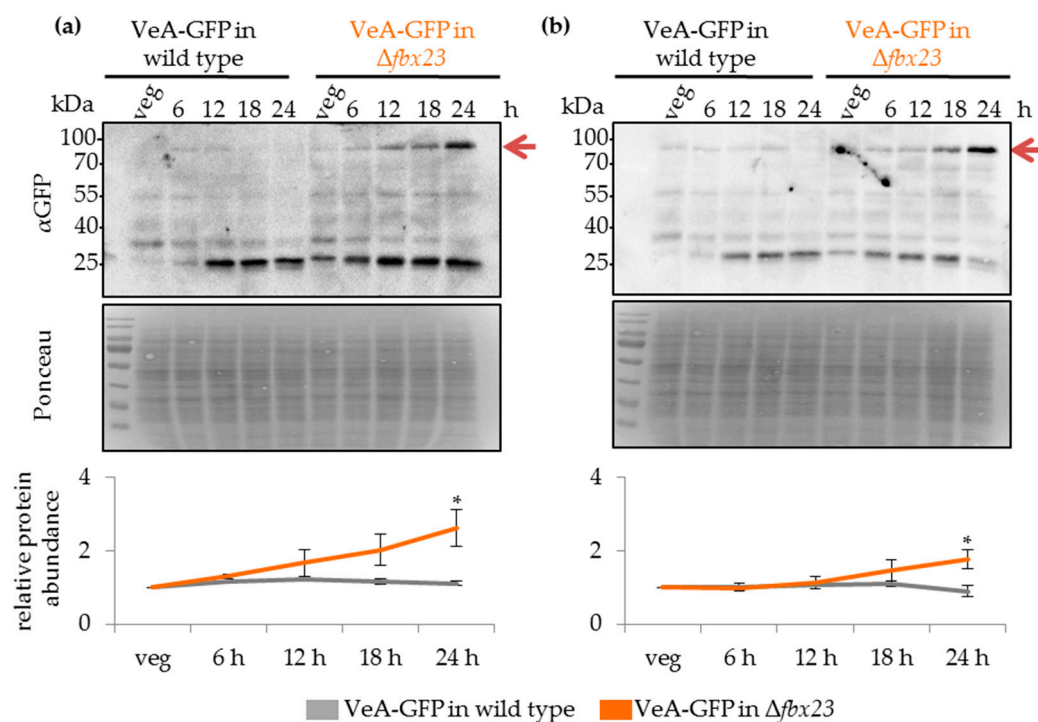 (a)
VeA-GFP in
wild type
VeA-GFP in
Δfbx23
kDa
veg 6 12 18 24 veg 6 12 18 24 h
100
70
55
40
25
αGFP
Ponceau
(b)
VeA-GFP in
wild type
VeA-GFP in
Δfbx23
kDa
veg 6 12 18 24 veg 6 12 18 24 h
100
70
55
40
25
relative protein
abundance
4
2
0
*
veg 6 h 12 h 18 h 24 h
4
2
0
*
veg 6 h 12 h 18 h 24 h
VeA-GFP in wild type VeA-GFP in Δfbx23